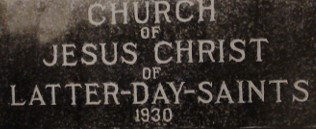 CHURCH
OF
JESUS CHRIST
OF
LATTER-DAY-SAINTS
1930